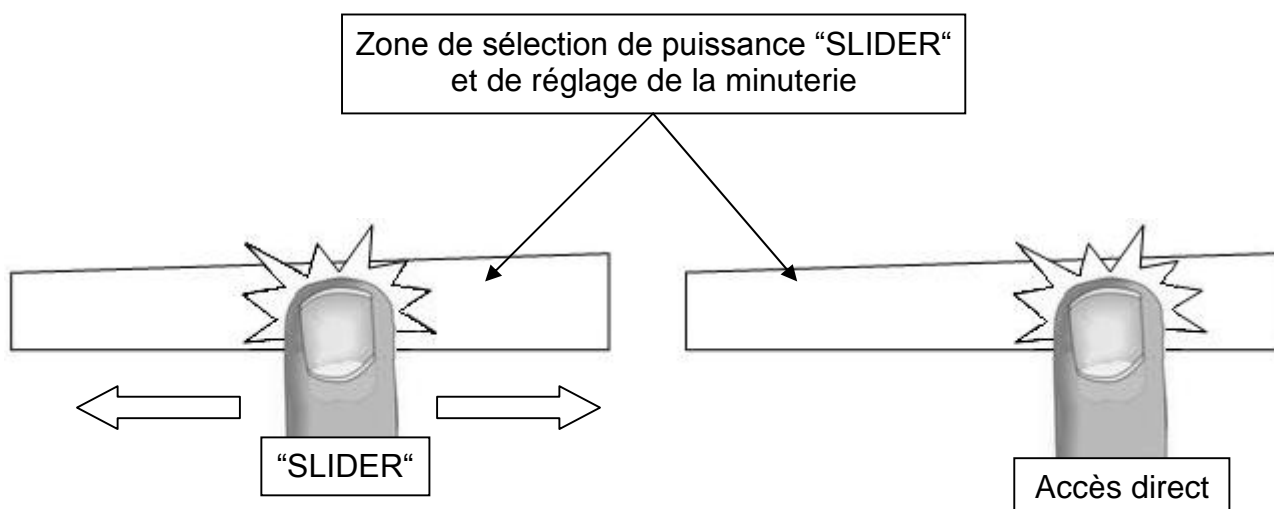 Zone de sélection de puissance “SLIDER“
et de réglage de la minuterie
“SLIDER“
Accès direct